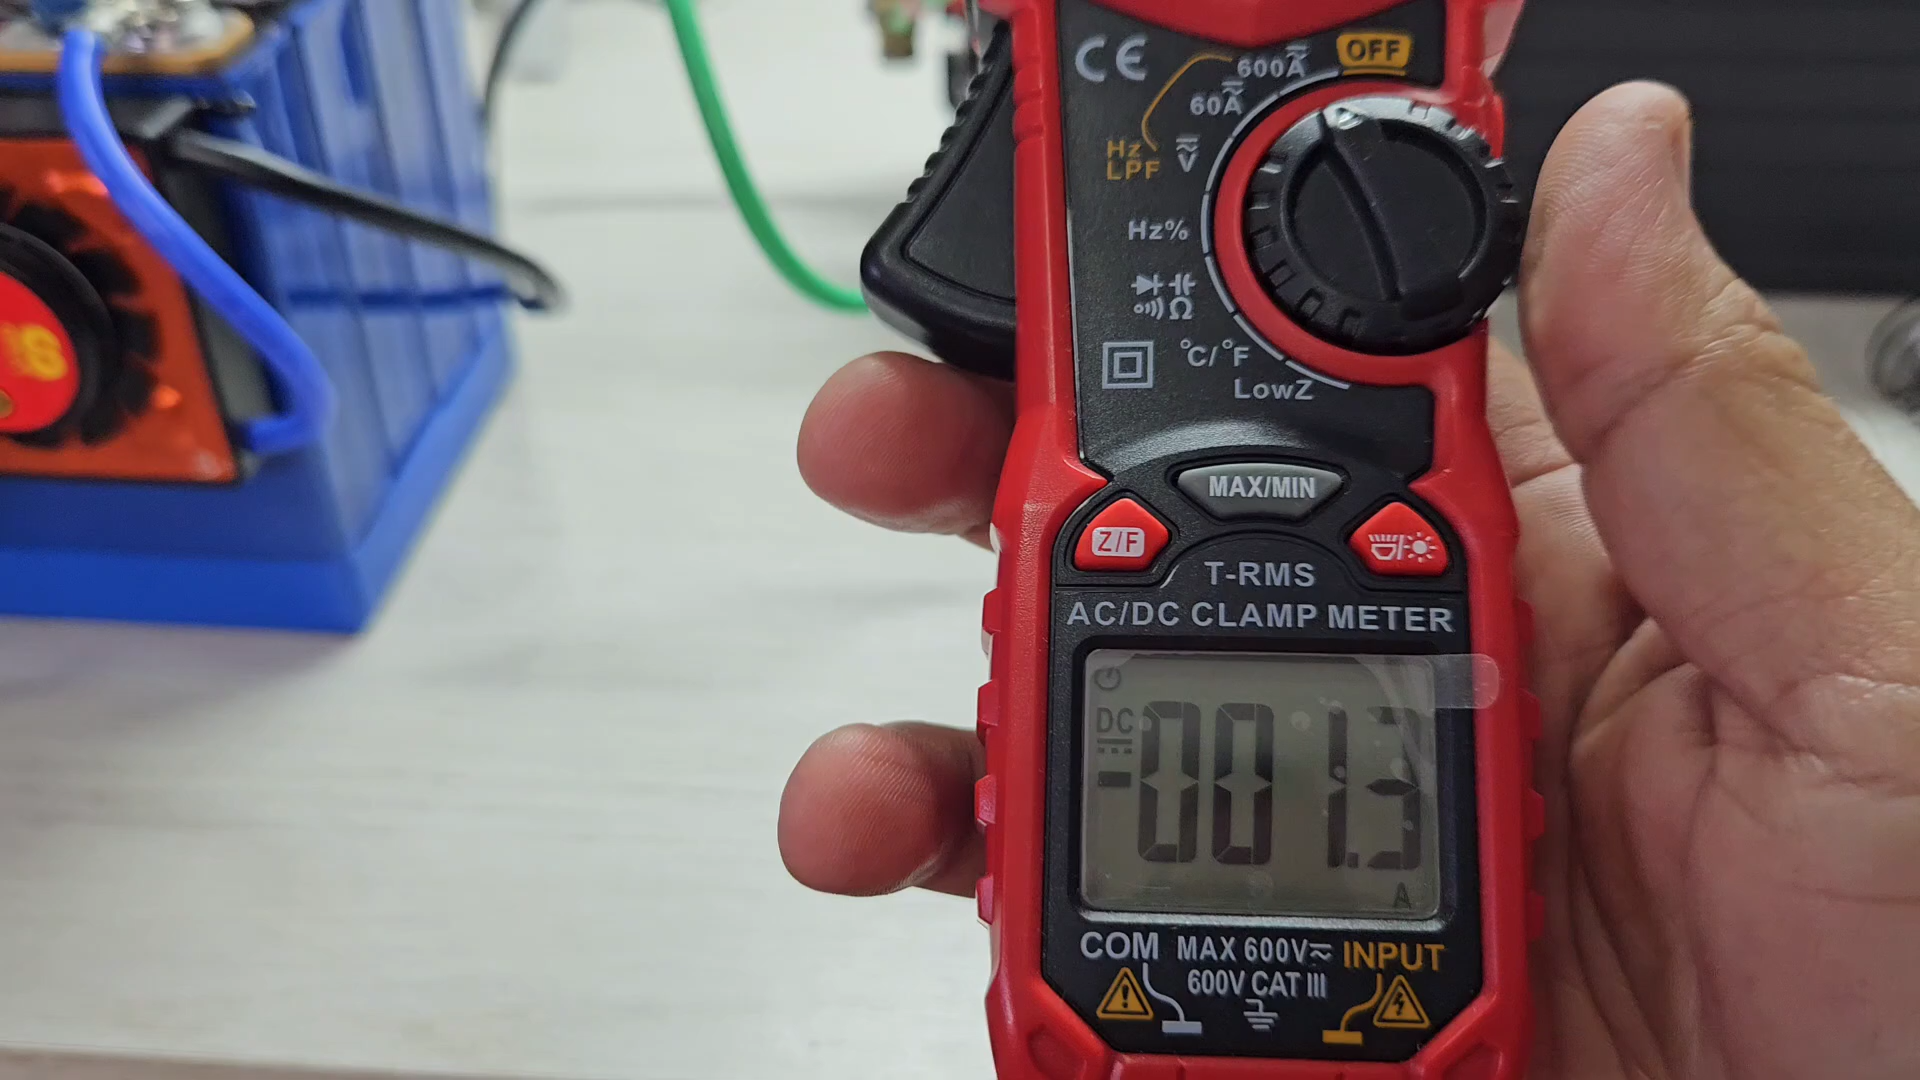 CE
OFF
600A
60A
Hz
LPF
V
Hz%
Ω
°C/°F
LowZ
MAX/MIN
Z/F
T-RMS
AC/DC CLAMP METER
DC
-001.3
A
COM MAX 600V INPUT
600V CAT III